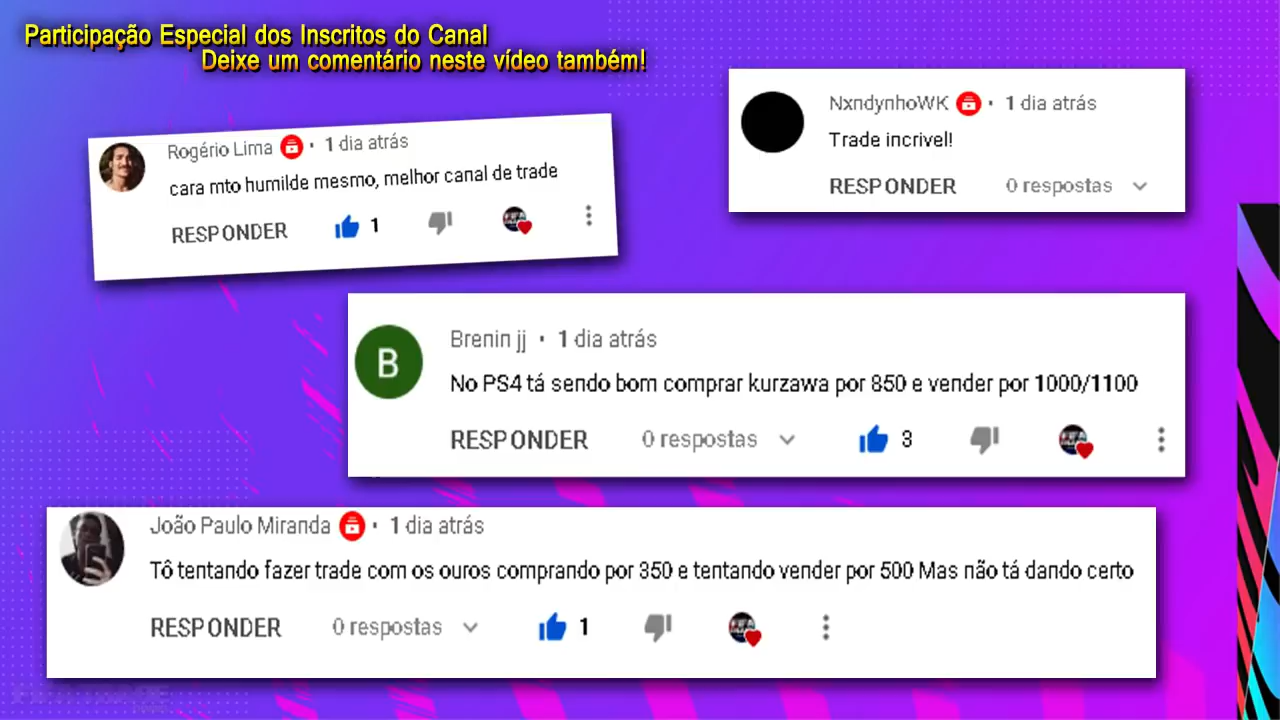 Participação Especial dos Inscritos do Canal
Deixe um comentário neste vídeo também!
NxndynhoWK · 1 dia atrás
Trade incrivel!
RESPONDER 0 respostas
Rogério Lima · 1 dia atrás
cara mto humilde mesmo, melhor canal de trade
RESPONDER 1
B
Brenin jj · 1 dia atrás
No PS4 tá sendo bom comprar kurzawa por 850 e vender por 1000/1100
RESPONDER 0 respostas 3
João Paulo Miranda · 1 dia atrás
Tô tentando fazer trade com os ouros comprando por 350 e tentando vender por 500 Mas não tá dando certo
RESPONDER 0 respostas 1